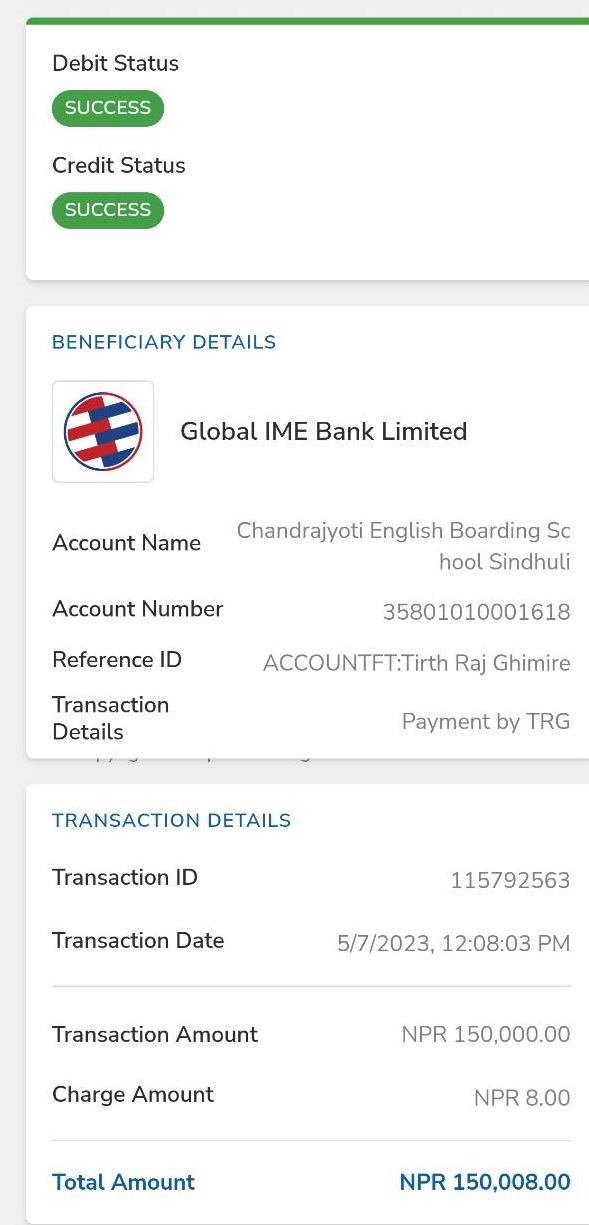 Debit Status
SUCCESS
Credit Status
SUCCESS
BENEFICIARY DETAILS
Global IME Bank Limited
Account Name
Chandrajyoti English Boarding Sc
hool Sindhuli
Account Number
35801010001618
Reference ID
ACCOUNTFT:Tirth Raj Ghimire
Transaction
Details
Payment by TRG
TRANSACTION DETAILS
Transaction ID
115792563
Transaction Date
5/7/2023, 12:08:03 PM
Transaction Amount
NPR 150,000.00
Charge Amount
NPR 8.00
Total Amount
NPR 150,008.00